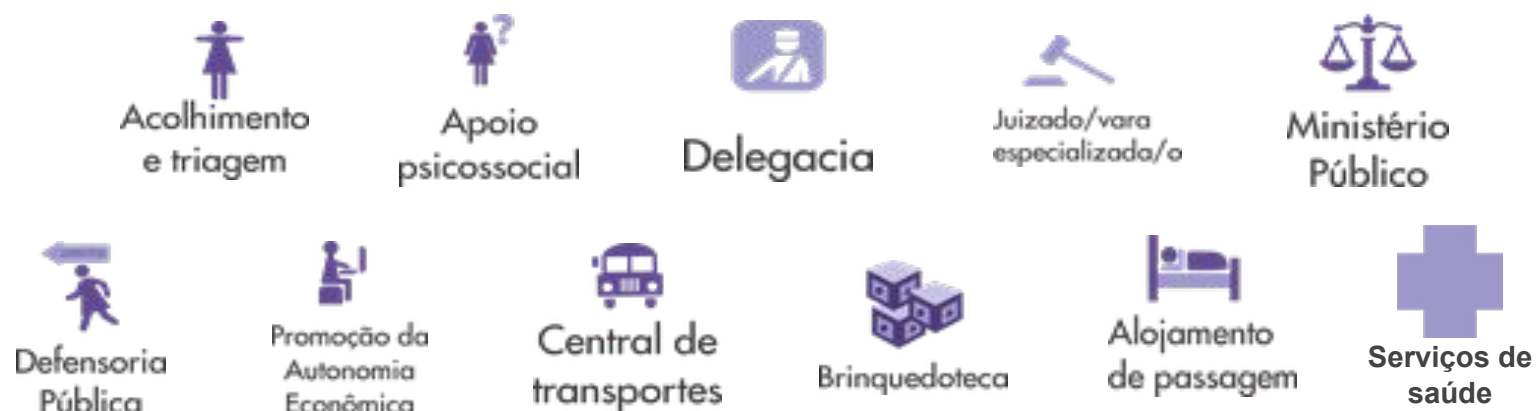 ?
Acolhimento
e triagem
Apoio
psicossocial
Delegacia
Juizado/vara
especializada/o
Ministério
Público
Defensoria
Pública
Promoção da
Autonomia
Econômica
Central de
transportes
Brinquedoteca
Alojamento
de passagem
Serviços de
saúde